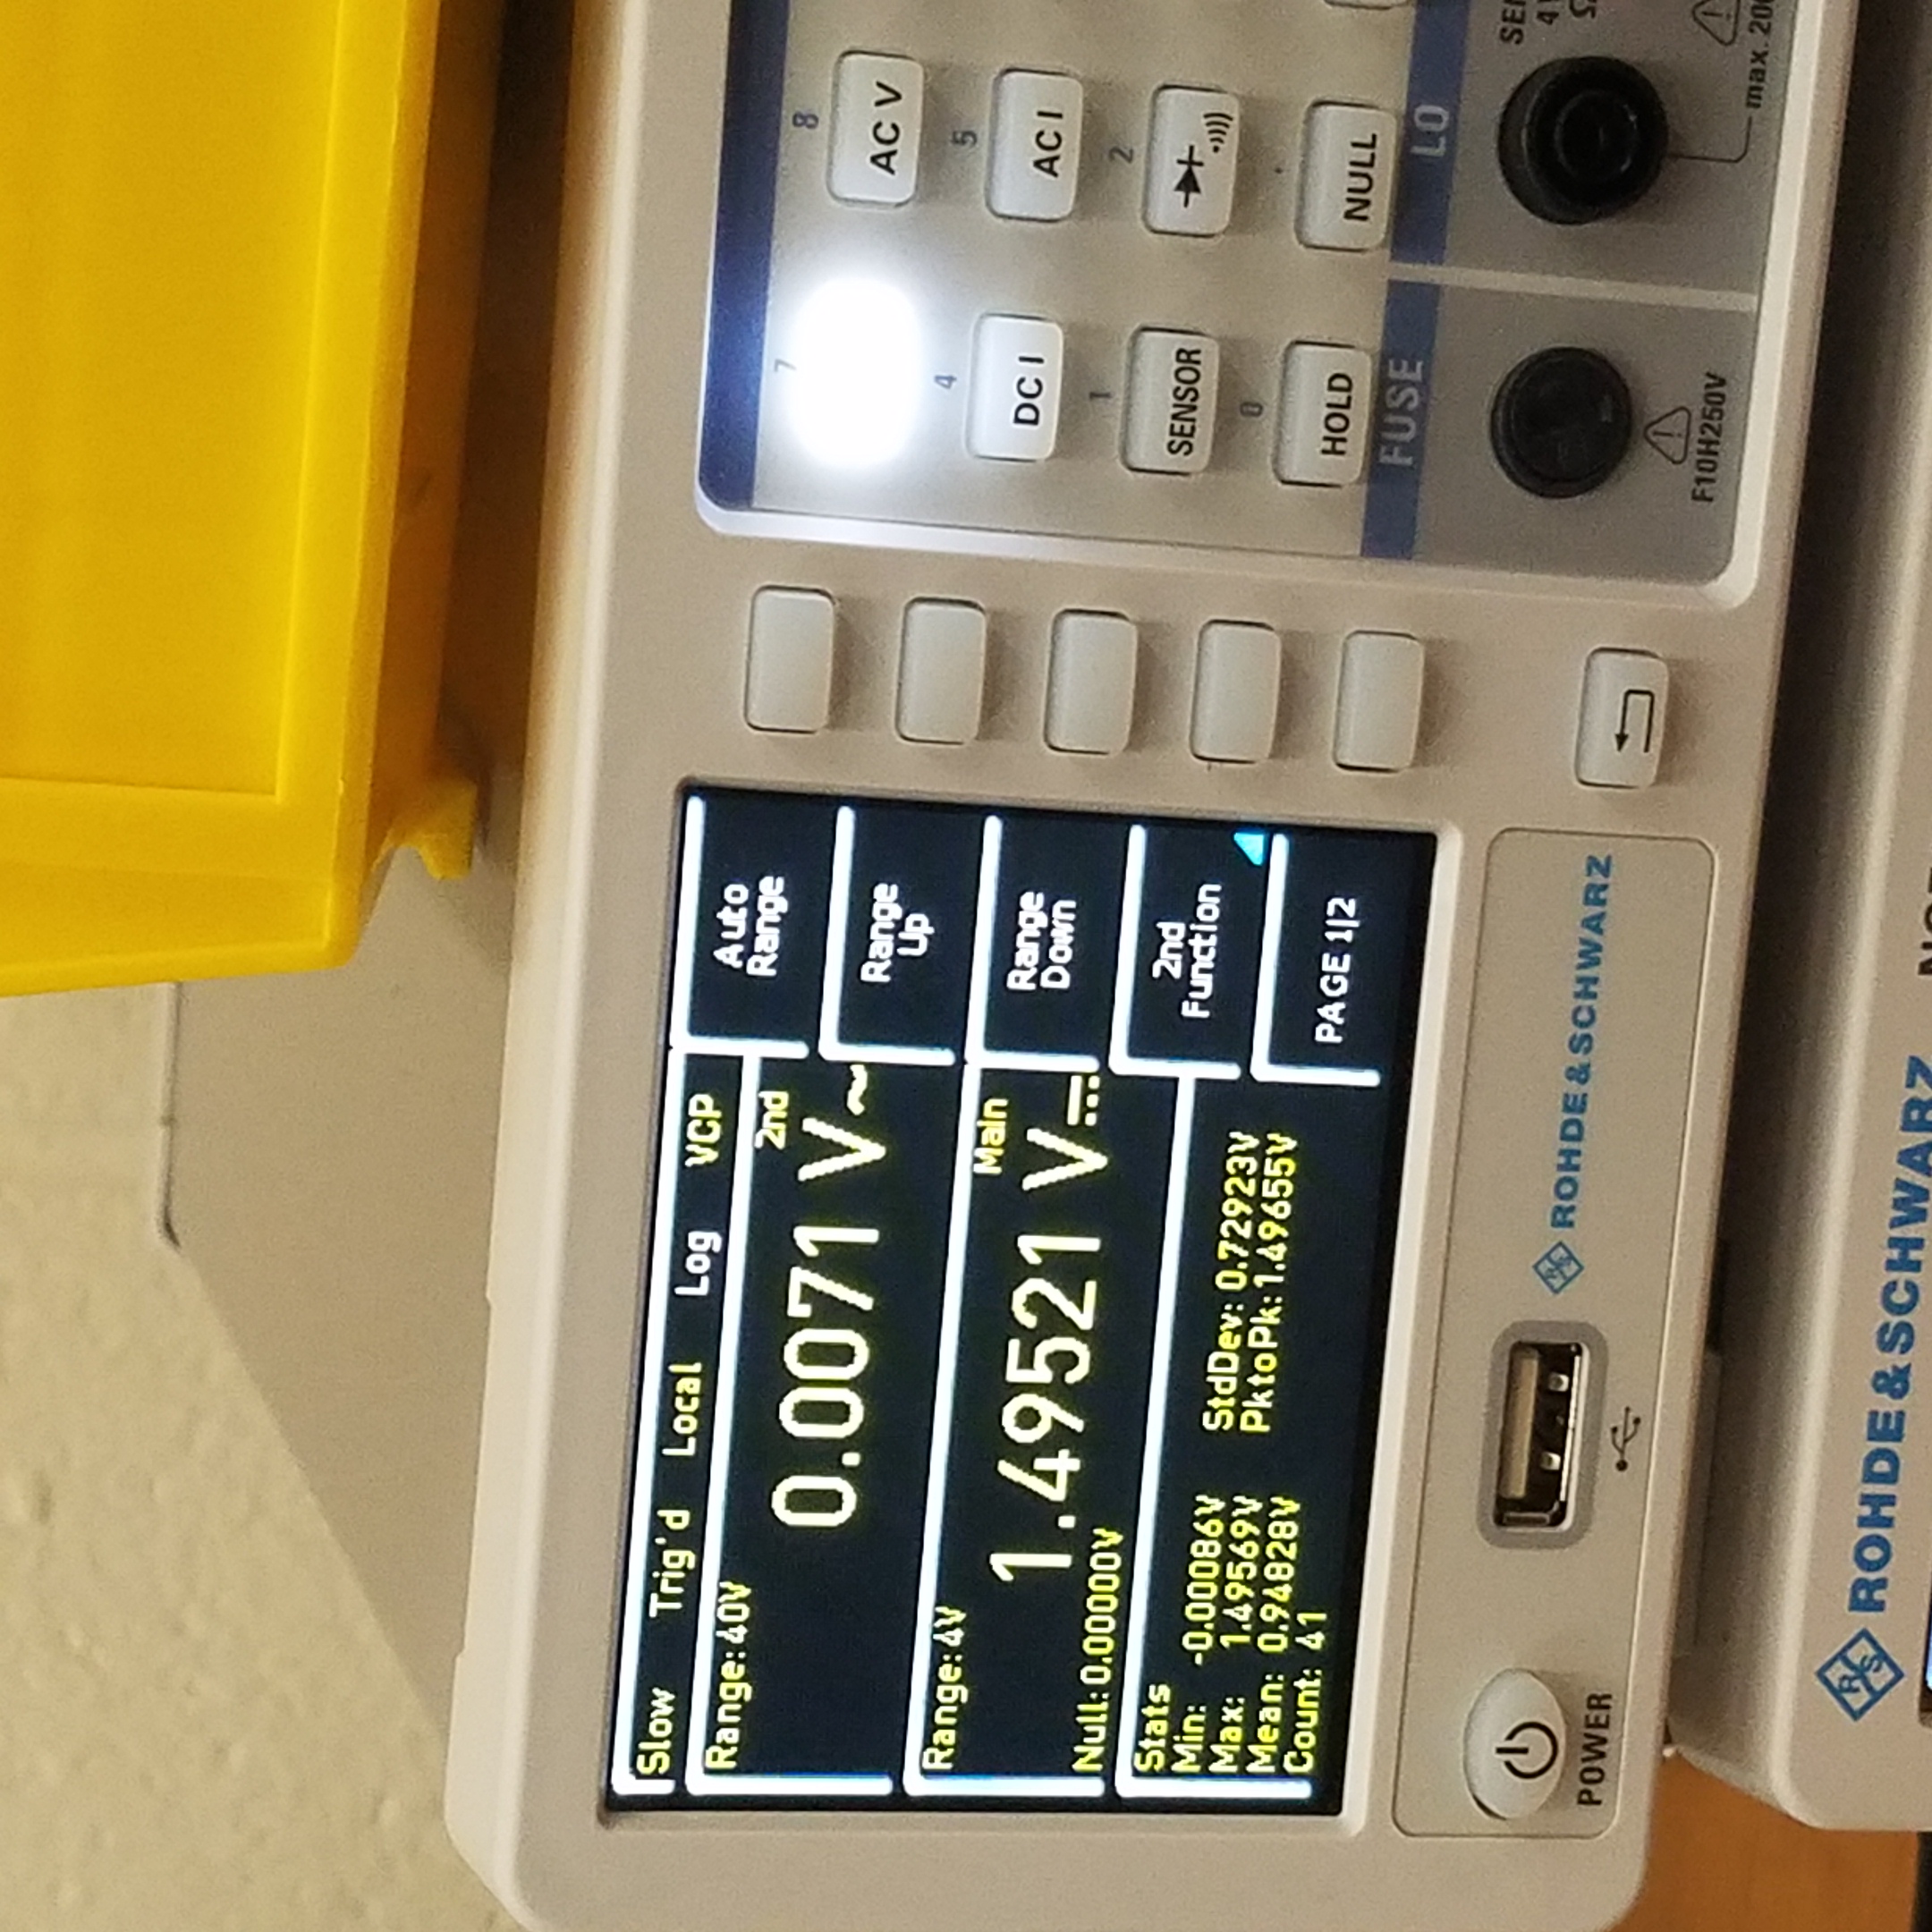 Slow Trig'd Local Log VCP
Range: 40V
2nd
0.0071 V~
Range: 4V
Main
1.49521 V⎓
Null: 0.00000V
Stats
Min: -0.00086V
Max: 1.49569V
Mean: 0.94828V
Count: 41
StdDev: 0.72923V
PktoPk: 1.49655V
Auto
Range
Range
Up
Range
Down
2nd
Function
PAGE 1|2
7
8
AC V
4
5
DC I
AC I
1
2
SENSOR
0
.
HOLD
NULL
FUSE
LO
F10H250V
max. 20
POWER
ROHDE & SCHWARZ
ROHDE & SCHWARZ